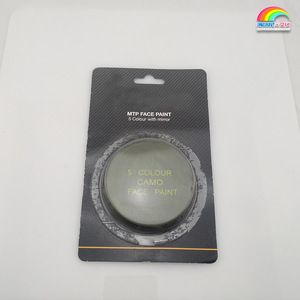 MTP FACE PAINT
5 Colour with mirror
5 COLOUR
CAMO
FACE PAINT